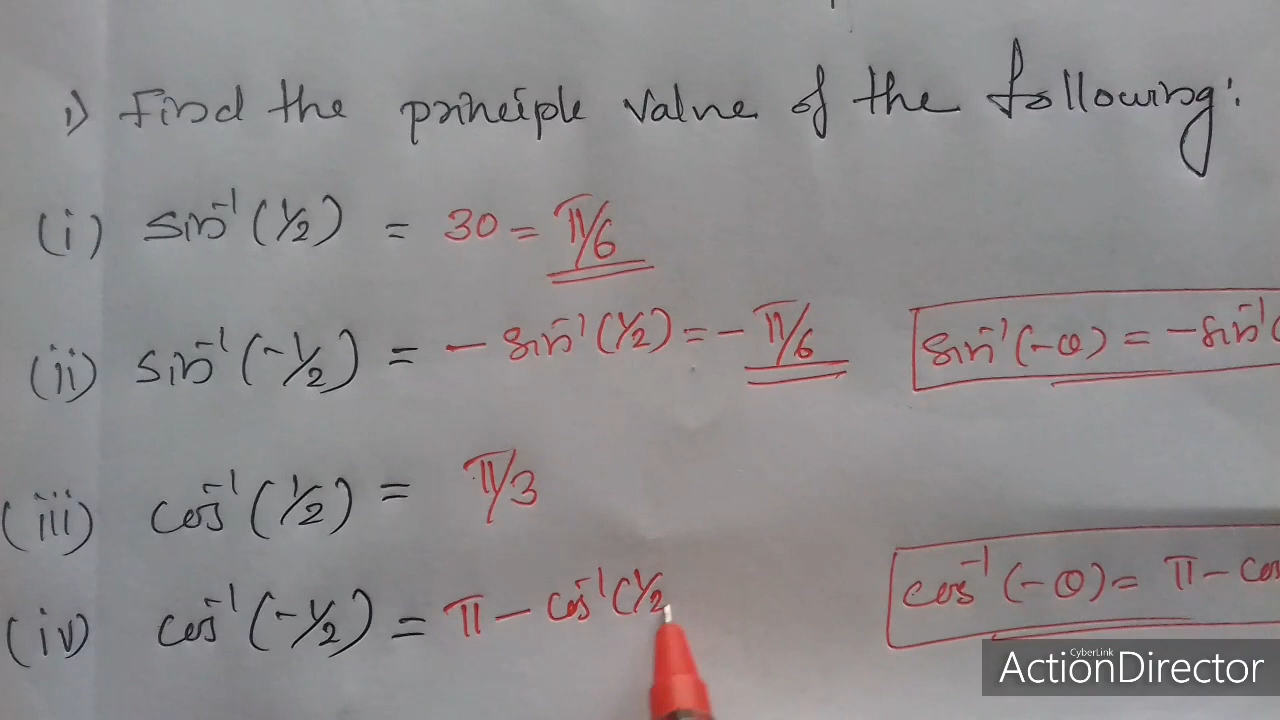 1) Find the principle value of the following:
(i) sin⁻¹(1/2) = 30 = π/6
(ii) sin⁻¹(-1/2) = - sin⁻¹(1/2) = - π/6
sin⁻¹(-θ) = - sin⁻¹(
(iii) cos⁻¹(1/2) = π/3
(iv) cos⁻¹(-1/2) = π - cos⁻¹(1/2
cos⁻¹(-θ) = π - cos
CyberLink
ActionDirector